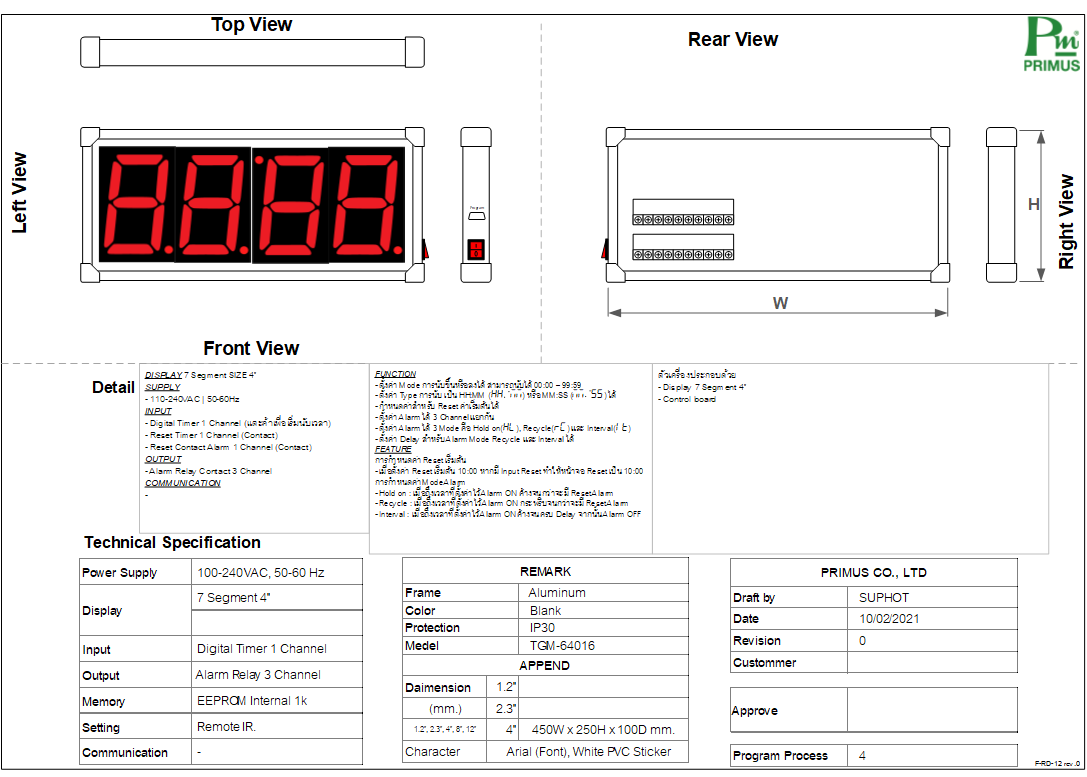 Top View
Rear View
Pm
PRIMUS
Left View
Program
H
Right View
W
Front View
Detail
DISPLAY 7 Segment SIZE 4"
SUPPLY
- 110-240VAC | 50-60Hz
INPUT
- Digital Timer 1 Channel (แตะค้างเพื่อเริ่มนับเวลา)
- Reset Timer 1 Channel (Contact)
- Reset Contact Alarm 1 Channel (Contact)
OUTPUT
- Alarm Relay Contact 3 Channel
COMMUNICATION
-
FUNCTION
- ตั้งค่า Mode การนับขึ้นหรือลงได้ สามารถนับได้ 00:00 – 99:59
- ตั้งค่า Type การนับ เป็น HH:MM หรือ MM:SS ได้
- กำหนดค่าสำหรับ Reset ค่าเริ่มต้นได้
- ตั้งค่า Alarm ได้ 3 Channel แยกกัน
- ตั้งค่า Alarm ได้ 3 Mode คือ Hold on, Recycle และ Interval ได้
- ตั้งค่า Delay สำหรับ Alarm Mode Recycle และ Interval ได้
FEATURE
การกำหนดค่า Reset เริ่มต้น
- เมื่อตั้งค่า Reset เริ่มต้น 10:00 หากมี Input Reset ทำให้หน้าจอ Reset เป็น 10:00
การกำหนดค่า Mode Alarm
- Hold on : เมื่อถึงเวลาที่ตั้งค่าไว้ Alarm ON ค้างจนกว่าจะมี Reset Alarm
- Recycle : เมื่อถึงเวลาที่ตั้งค่าไว้ Alarm ON กระพริบจนกว่าจะมี Reset Alarm
- Interval : เมื่อถึงเวลาที่ตั้งค่าไว้ Alarm ON ค้างจนครบ Delay จากนั้น Alarm OFF
ตัวเครื่องประกอบด้วย
- Display 7 Segment 4"
- Control board
Technical Specification
Power Supply 100-240VAC, 50-60 Hz
Display 7 Segment 4"
Input Digital Timer 1 Channel
Output Alarm Relay 3 Channel
Memory EEPROM Internal 1k
Setting Remote IR.
Communication -
REMARK
Frame Aluminum
Color Blank
Protection IP30
Medel TGM-64016
APPEND
Daimension 1.2"
(mm.) 2.3"
1.2", 2.3", 4", 8", 12" 4" 450W x 250H x 100D mm.
Character Arial (Font), White PVC Sticker
PRIMUS CO., LTD
Draft by SUPHOT
Date 10/02/2021
Revision 0
Custommer
Approve
Program Process 4
F-RD-12 rev.0